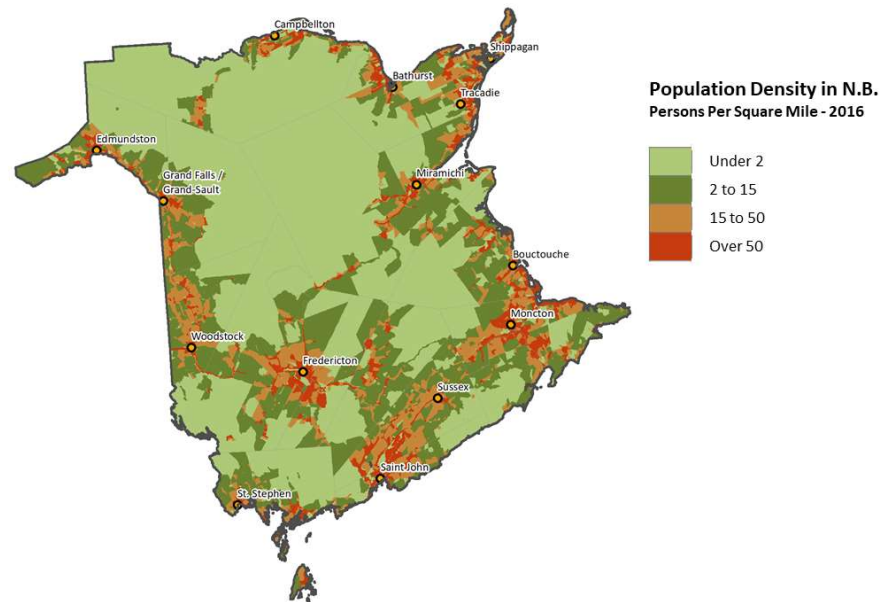 Campbellton
Shippagan
Bathurst
Tracadie
Edmundston
Grand Falls /
Grand-Sault
Miramichi
Bouctouche
Moncton
Woodstock
Fredericton
Sussex
Saint John
St. Stephen
Population Density in N.B.
Persons Per Square Mile - 2016
Under 2
2 to 15
15 to 50
Over 50